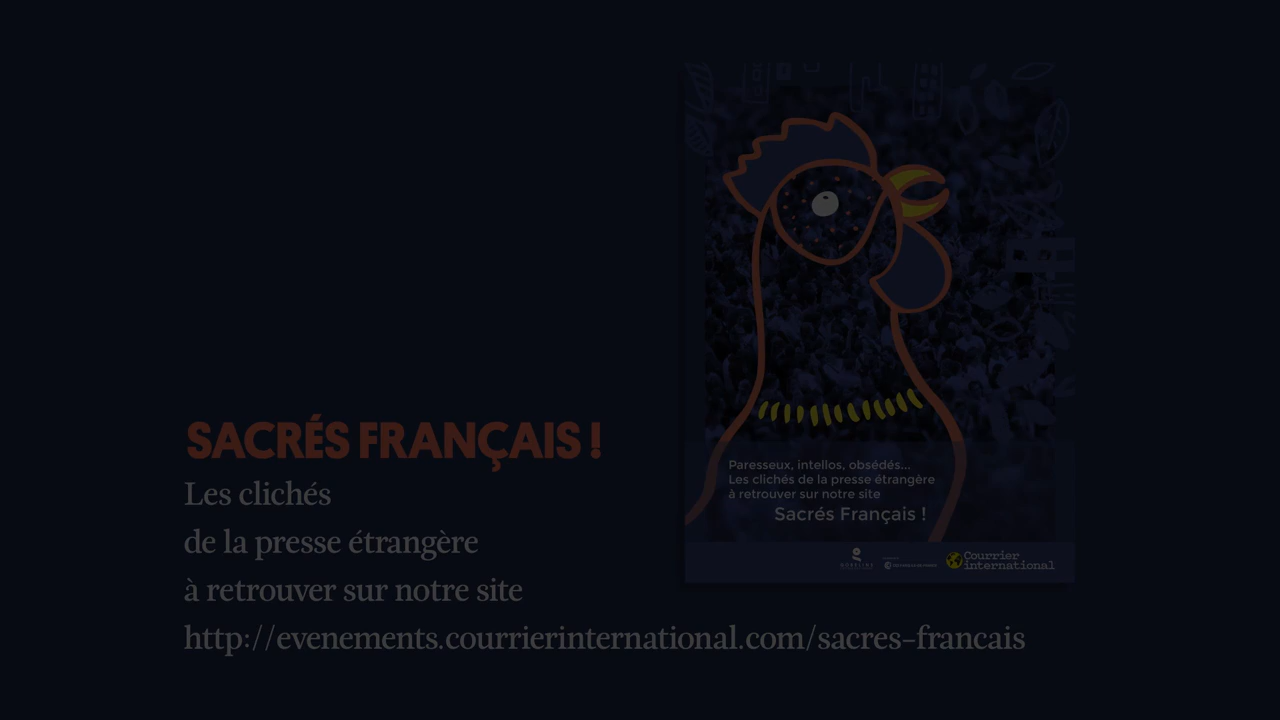 SACRÉS FRANÇAIS !
Les clichés
de la presse étrangère
à retrouver sur notre site
http://evenements.courrierinternational.com/sacres-francais
Paresseux, intellos, obsédés...
Les clichés de la presse étrangère
à retrouver sur notre site
Sacrés Français !
Courrier
international